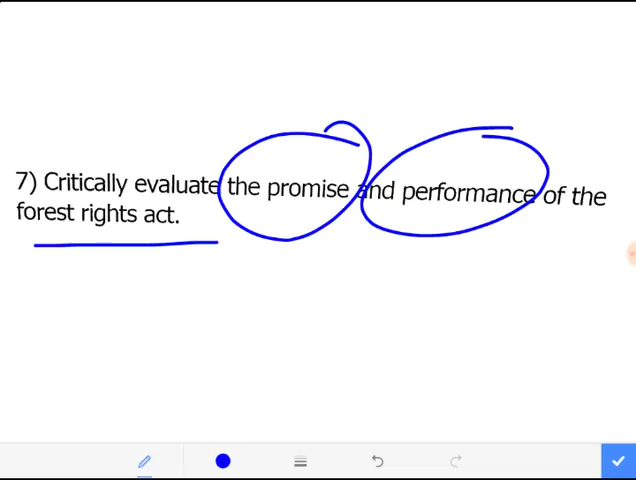 7) Critically evaluate the promise and performance of the
forest rights act.